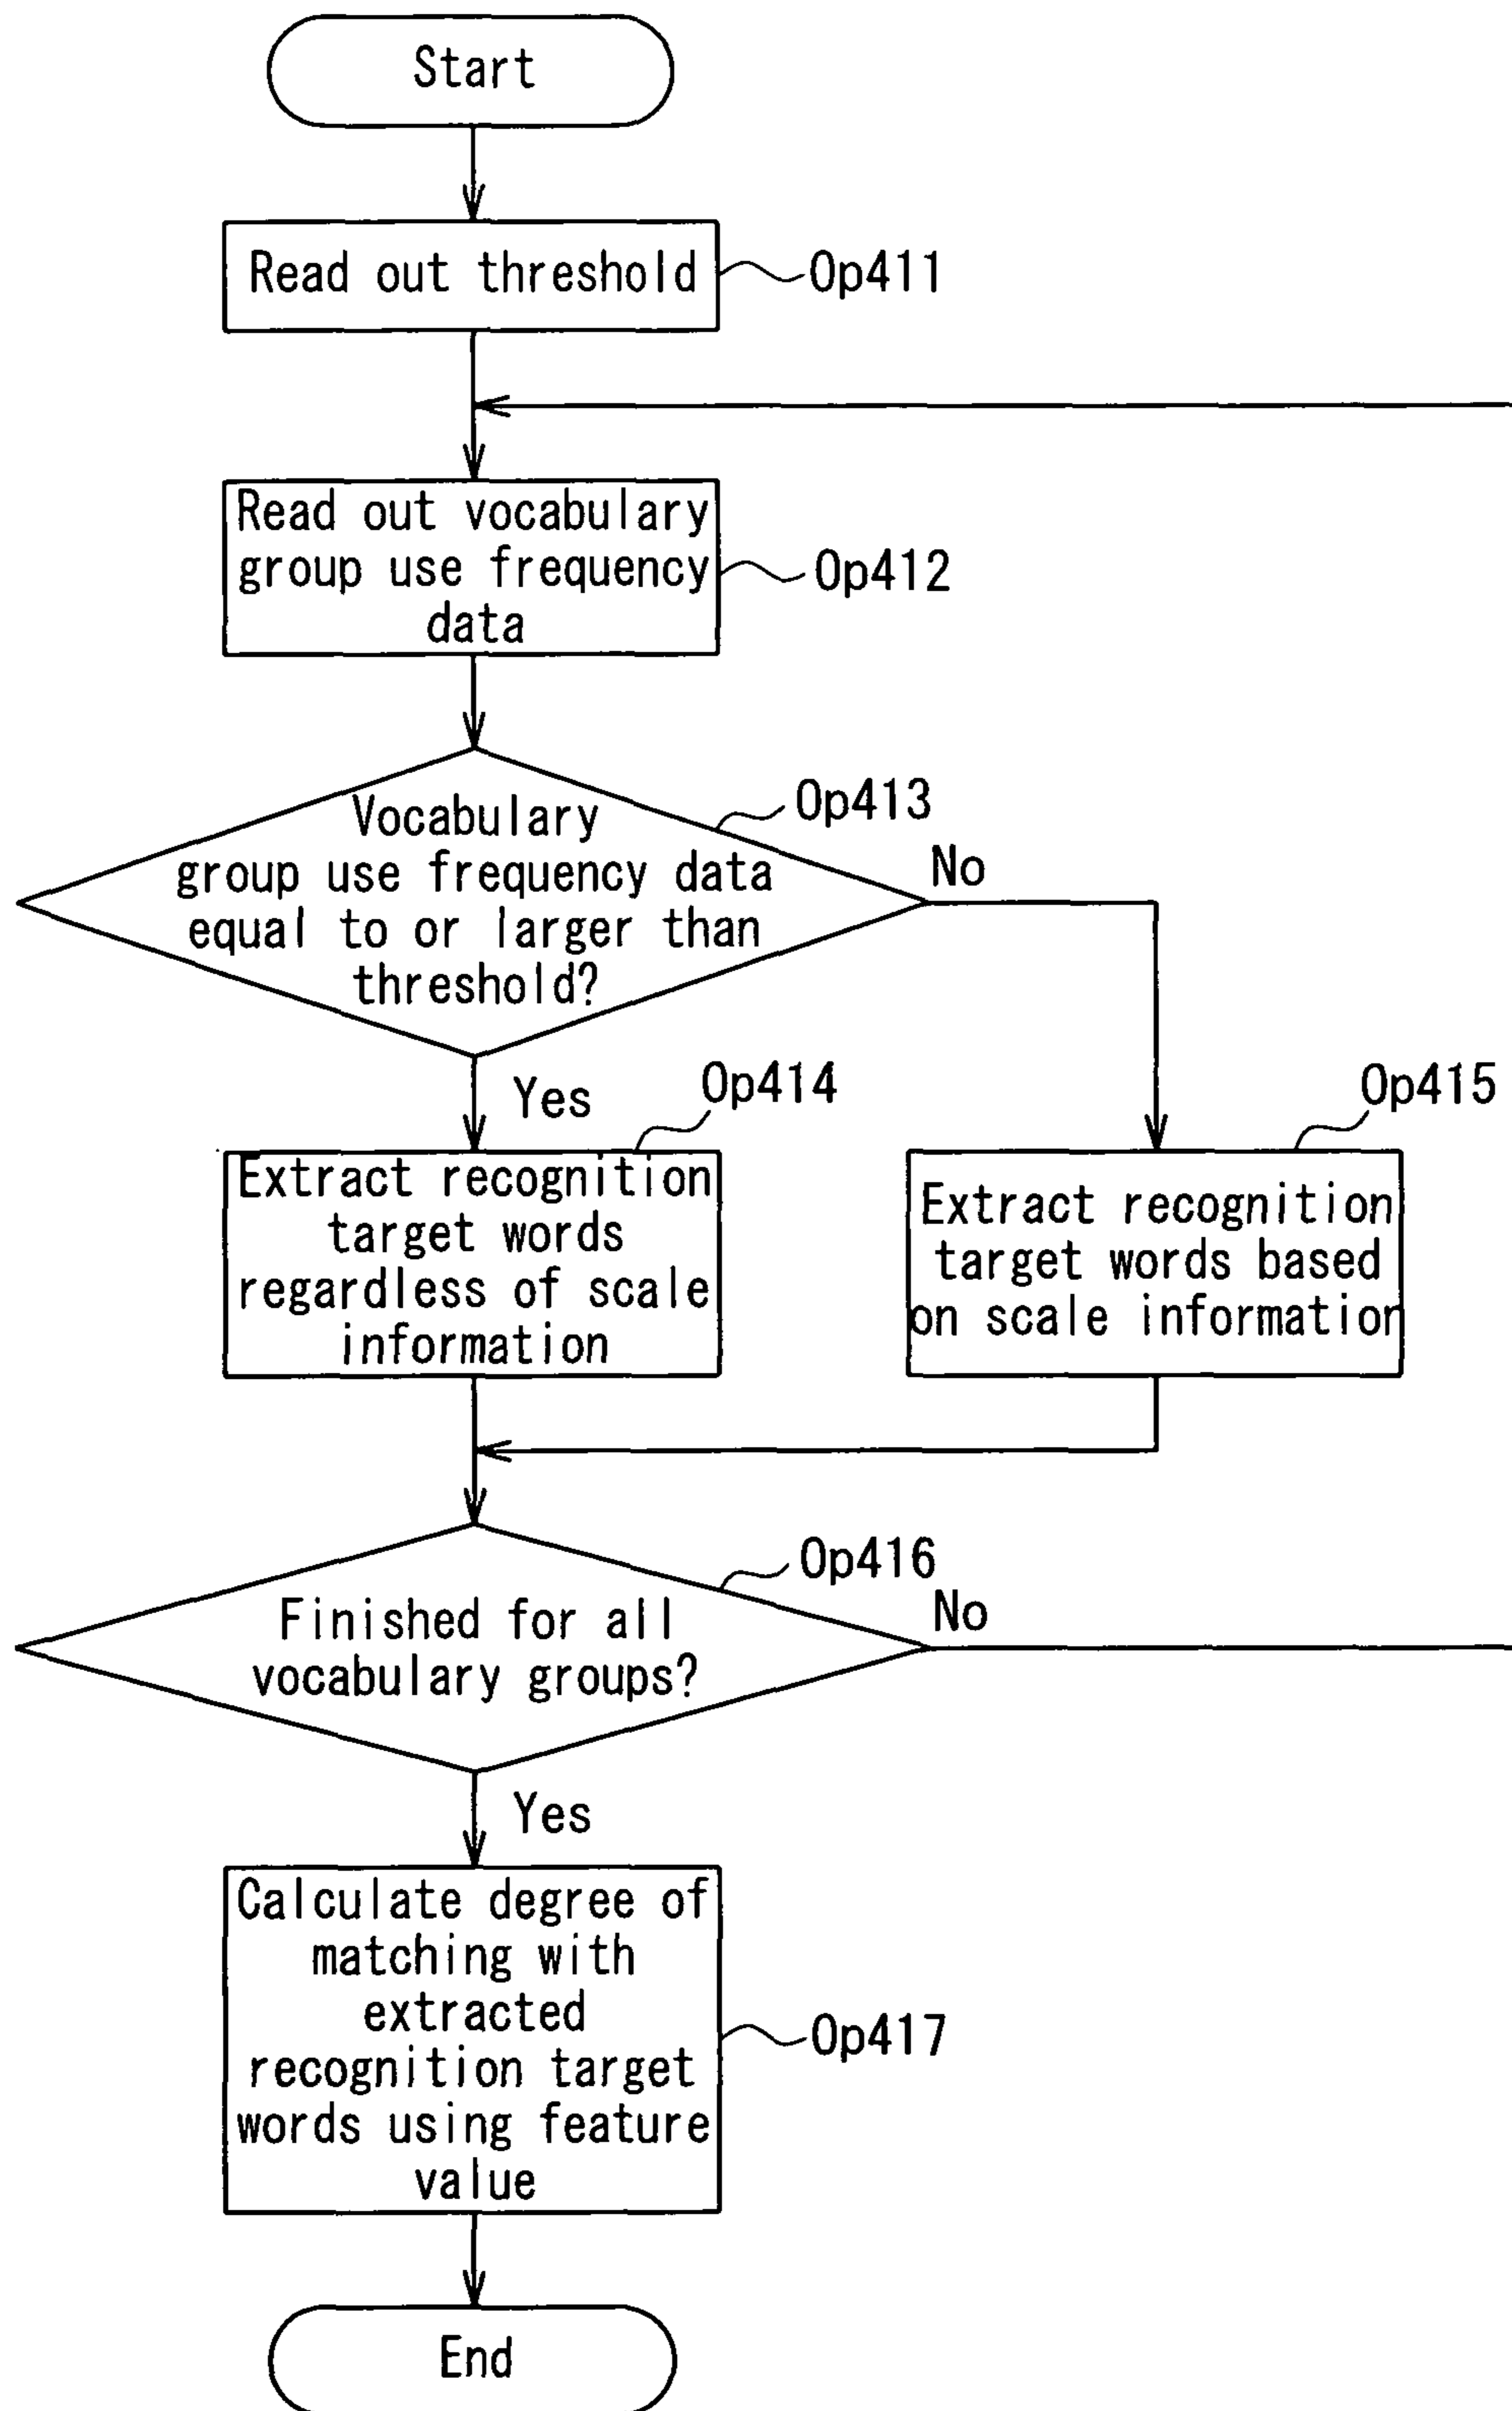 Start
Read out threshold
Op411
Read out vocabulary
group use frequency
data
Op412
Vocabulary
group use frequency data
equal to or larger than
threshold?
Op413
No
Yes
Op414
Extract recognition
target words
regardless of scale
information
Op415
Extract recognition
target words based
on scale information
Finished for all
vocabulary groups?
Op416
No
Yes
Calculate degree of
matching with
extracted
recognition target
words using feature
value
Op417
End